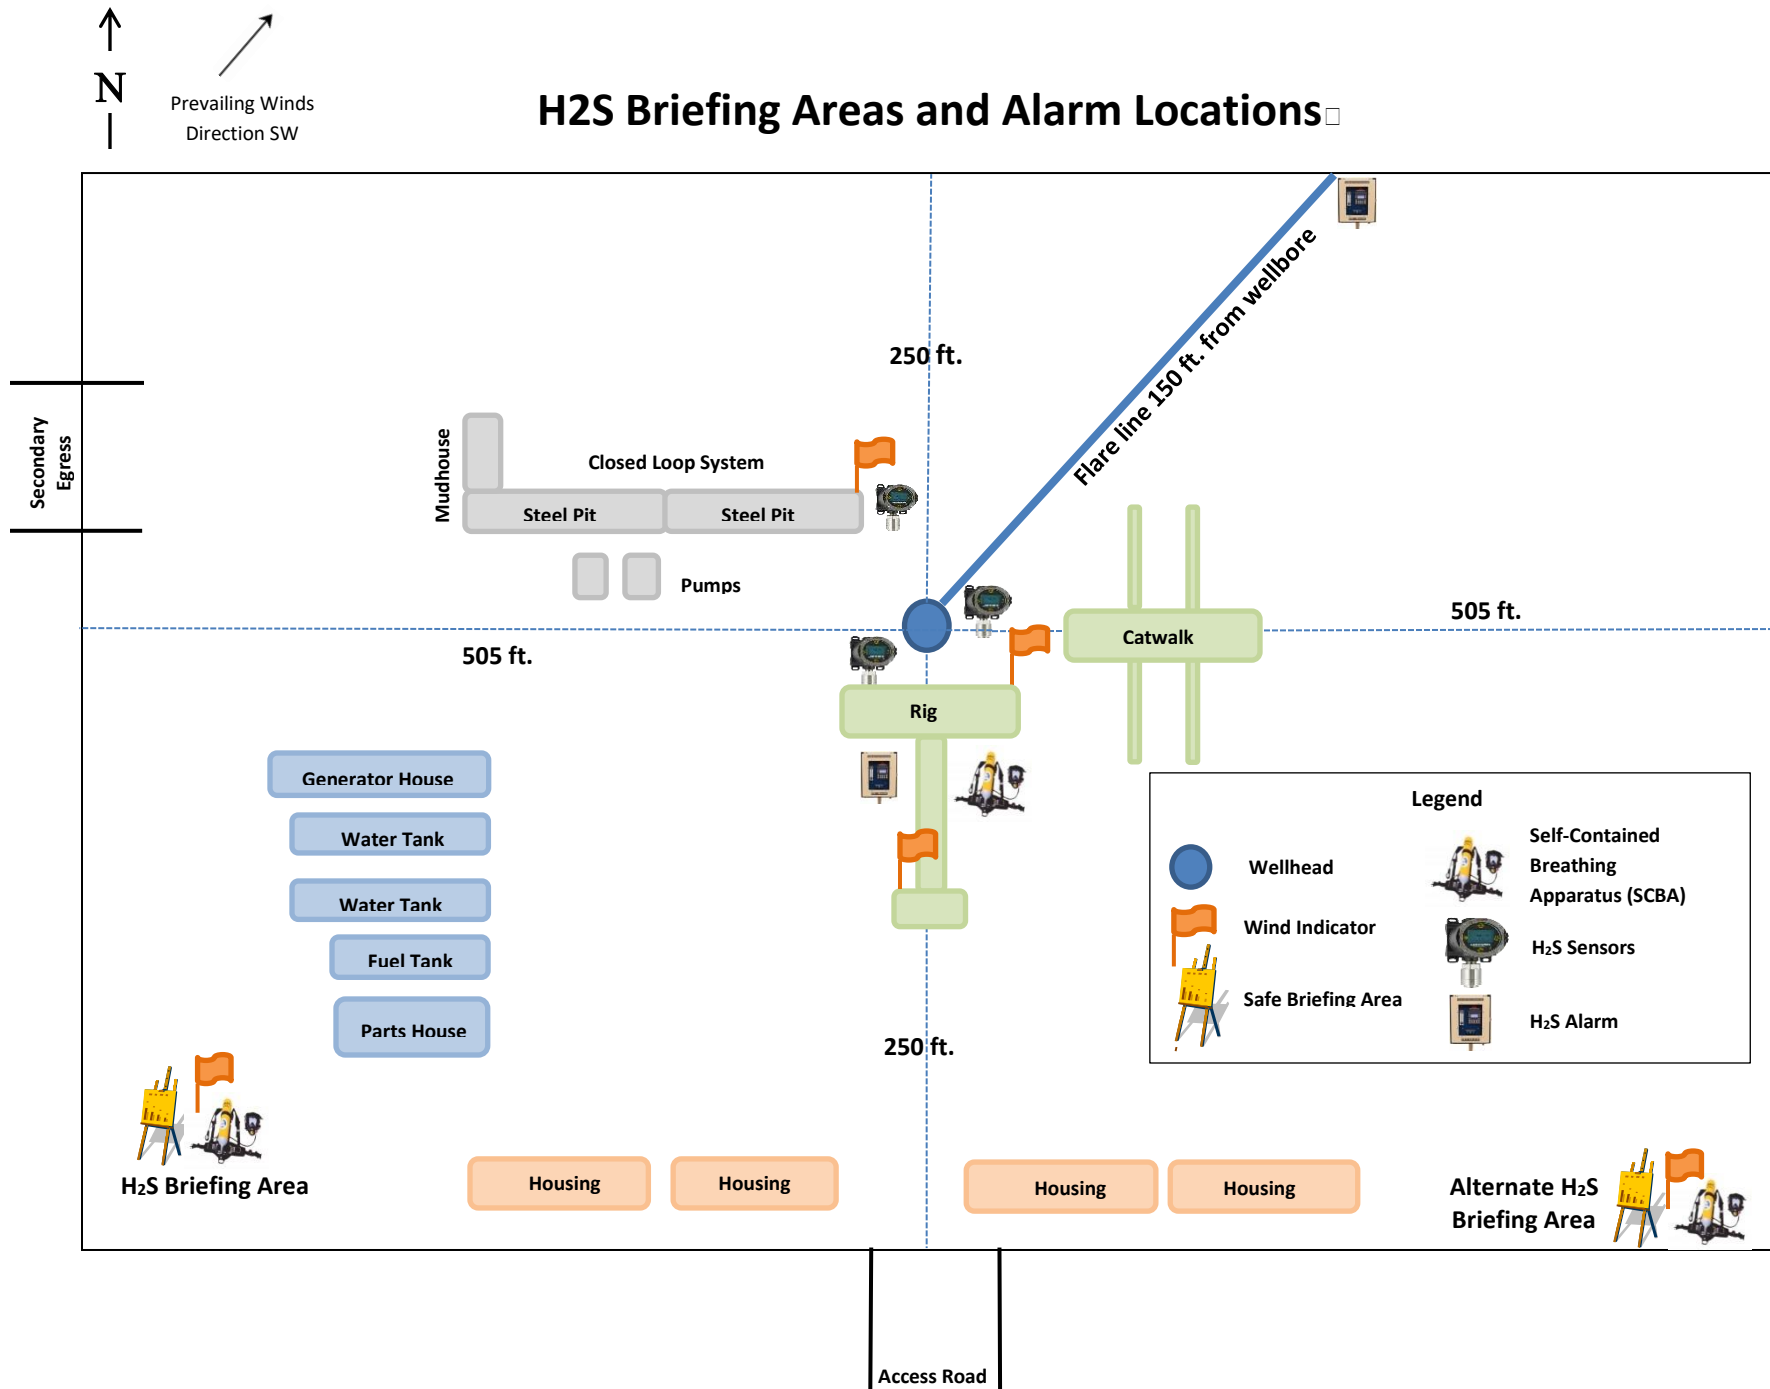 N
Prevailing Winds
Direction SW
H2S Briefing Areas and Alarm Locations□
250 ft.
Flare line 150 ft. from wellbore
Secondary
Egress
Mudhouse
Closed Loop System
Steel Pit
Steel Pit
Pumps
505 ft.
505 ft.
Catwalk
Rig
Generator House
Water Tank
Water Tank
Fuel Tank
Parts House
250 ft.
Legend
Wellhead
Wind Indicator
Safe Briefing Area
Self-Contained
Breathing
Apparatus (SCBA)
H₂S Sensors
H₂S Alarm
H₂S Briefing Area
Housing
Housing
Housing
Housing
Alternate H₂S
Briefing Area
Access Road